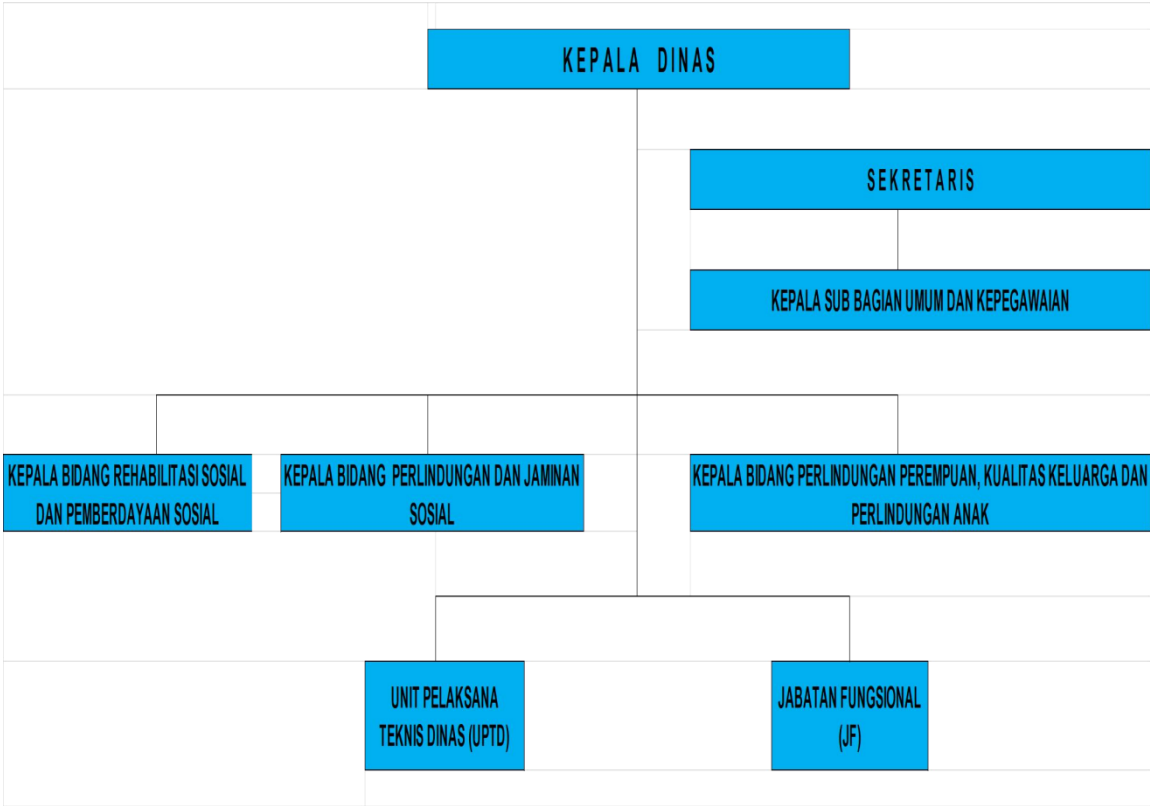 KEPALA DINAS
SEKRETARIS
KEPALA SUB BAGIAN UMUM DAN KEPEGAWAIAN
KEPALA BIDANG REHABILITASI SOSIAL
DAN PEMBERDAYAAN SOSIAL
KEPALA BIDANG PERLINDUNGAN DAN JAMINAN
SOSIAL
KEPALA BIDANG PERLINDUNGAN PEREMPUAN, KUALITAS KELUARGA DAN
PERLINDUNGAN ANAK
UNIT PELAKSANA
TEKNIS DINAS (UPTD)
JABATAN FUNGSIONAL
(JF)